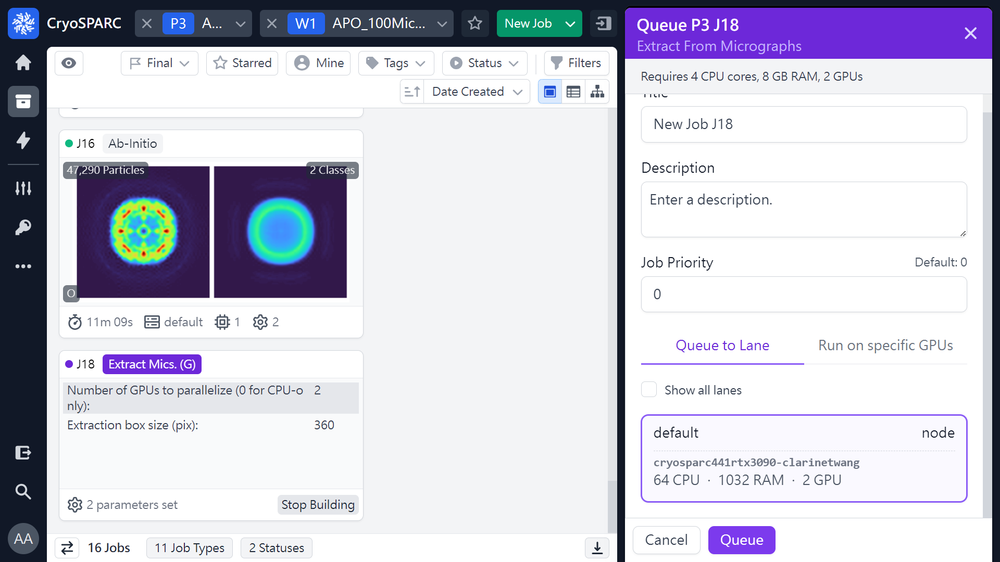 CryoSPARC
P3 A...
W1 APO_100Mic...
New Job
Final
Starred
Mine
Tags
Status
Filters
Date Created
J16 Ab-Initio
47,290 Particles
2 Classes
O
11m 09s default 1 2
J18 Extract Mics. (G)
Number of GPUs to parallelize (0 for CPU-o 2
nly):
Extraction box size (pix): 360
2 parameters set
Stop Building
AA
16 Jobs
11 Job Types
2 Statuses
Queue P3 J18
Extract From Micrographs
Requires 4 CPU cores, 8 GB RAM, 2 GPUs
Title
New Job J18
Description
Enter a description.
Job Priority Default: 0
0
Queue to Lane Run on specific GPUs
Show all lanes
default node
cryosparc441rtx3090-clarinetwang
64 CPU · 1032 RAM · 2 GPU
Cancel Queue